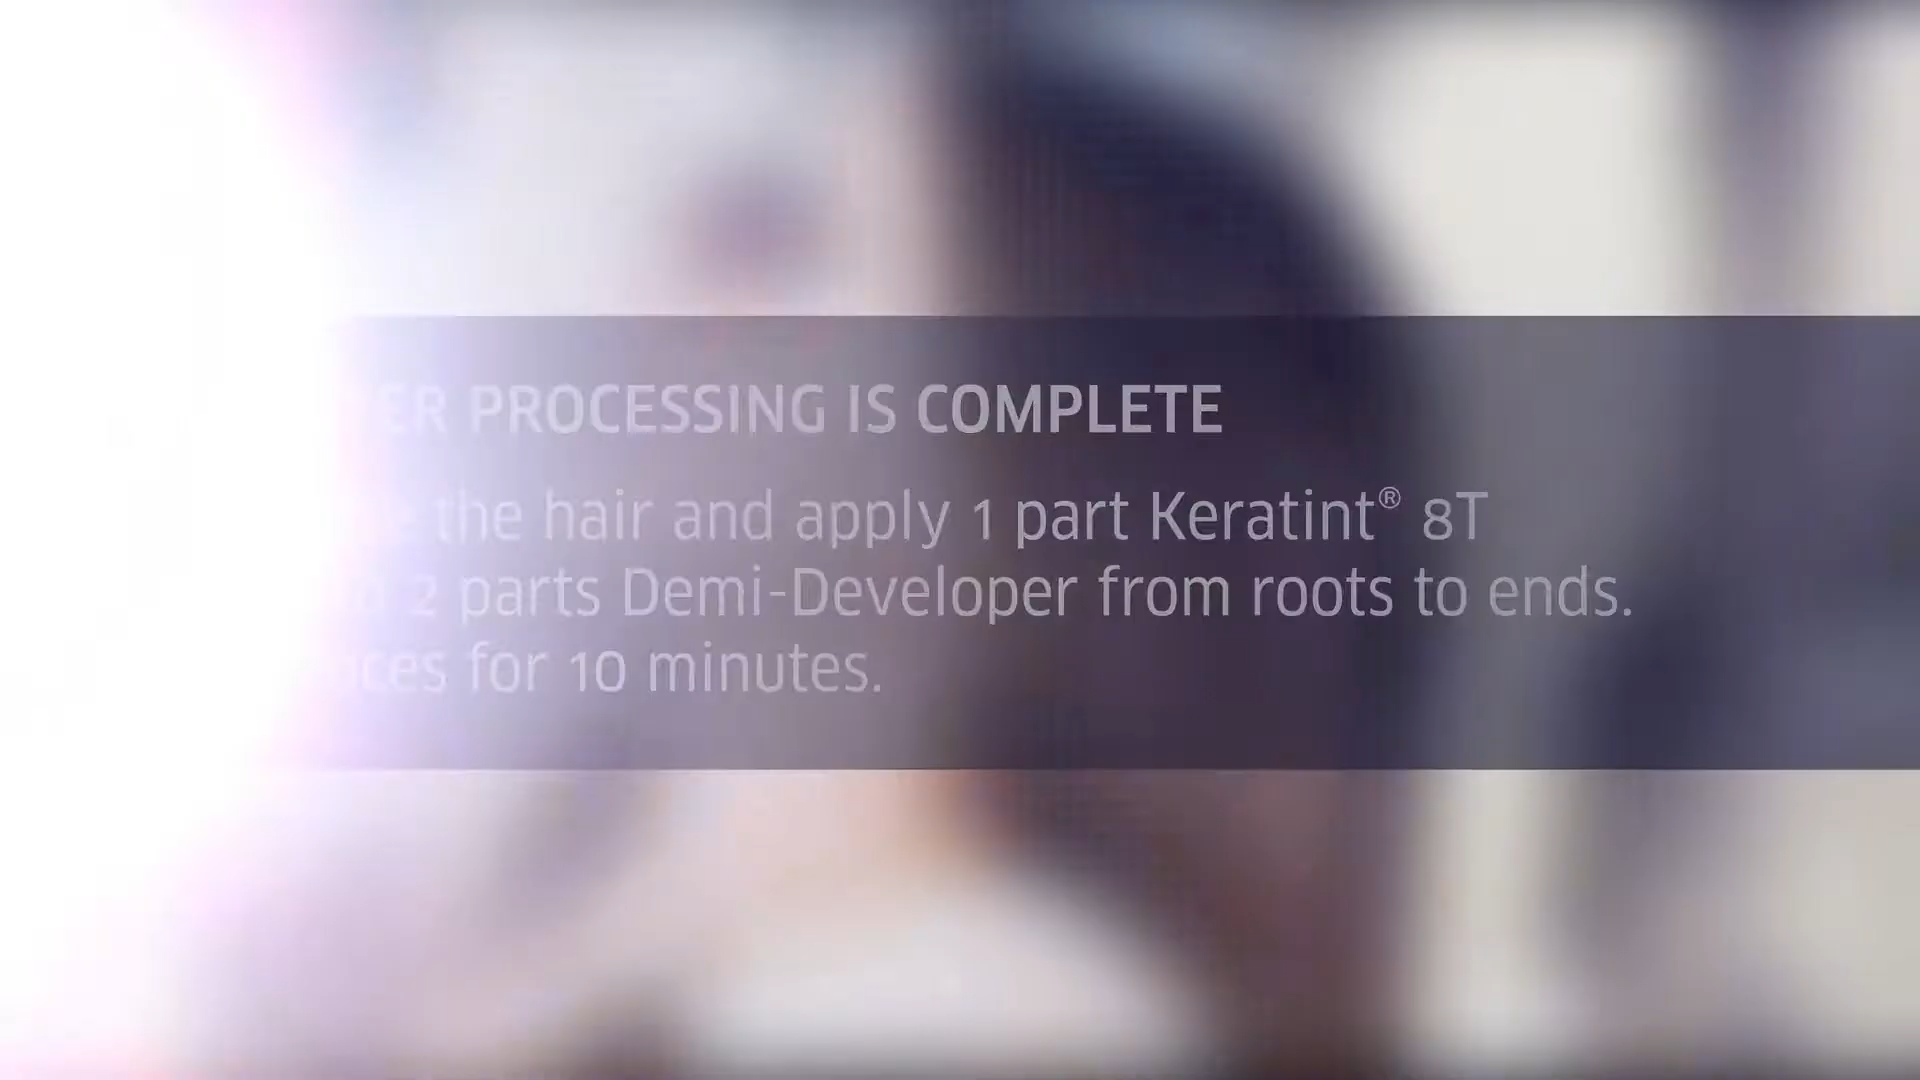 PROCESSING IS COMPLETE
the hair and apply 1 part Keratint® 8T
2 parts Demi-Developer from roots to ends.
for 10 minutes.